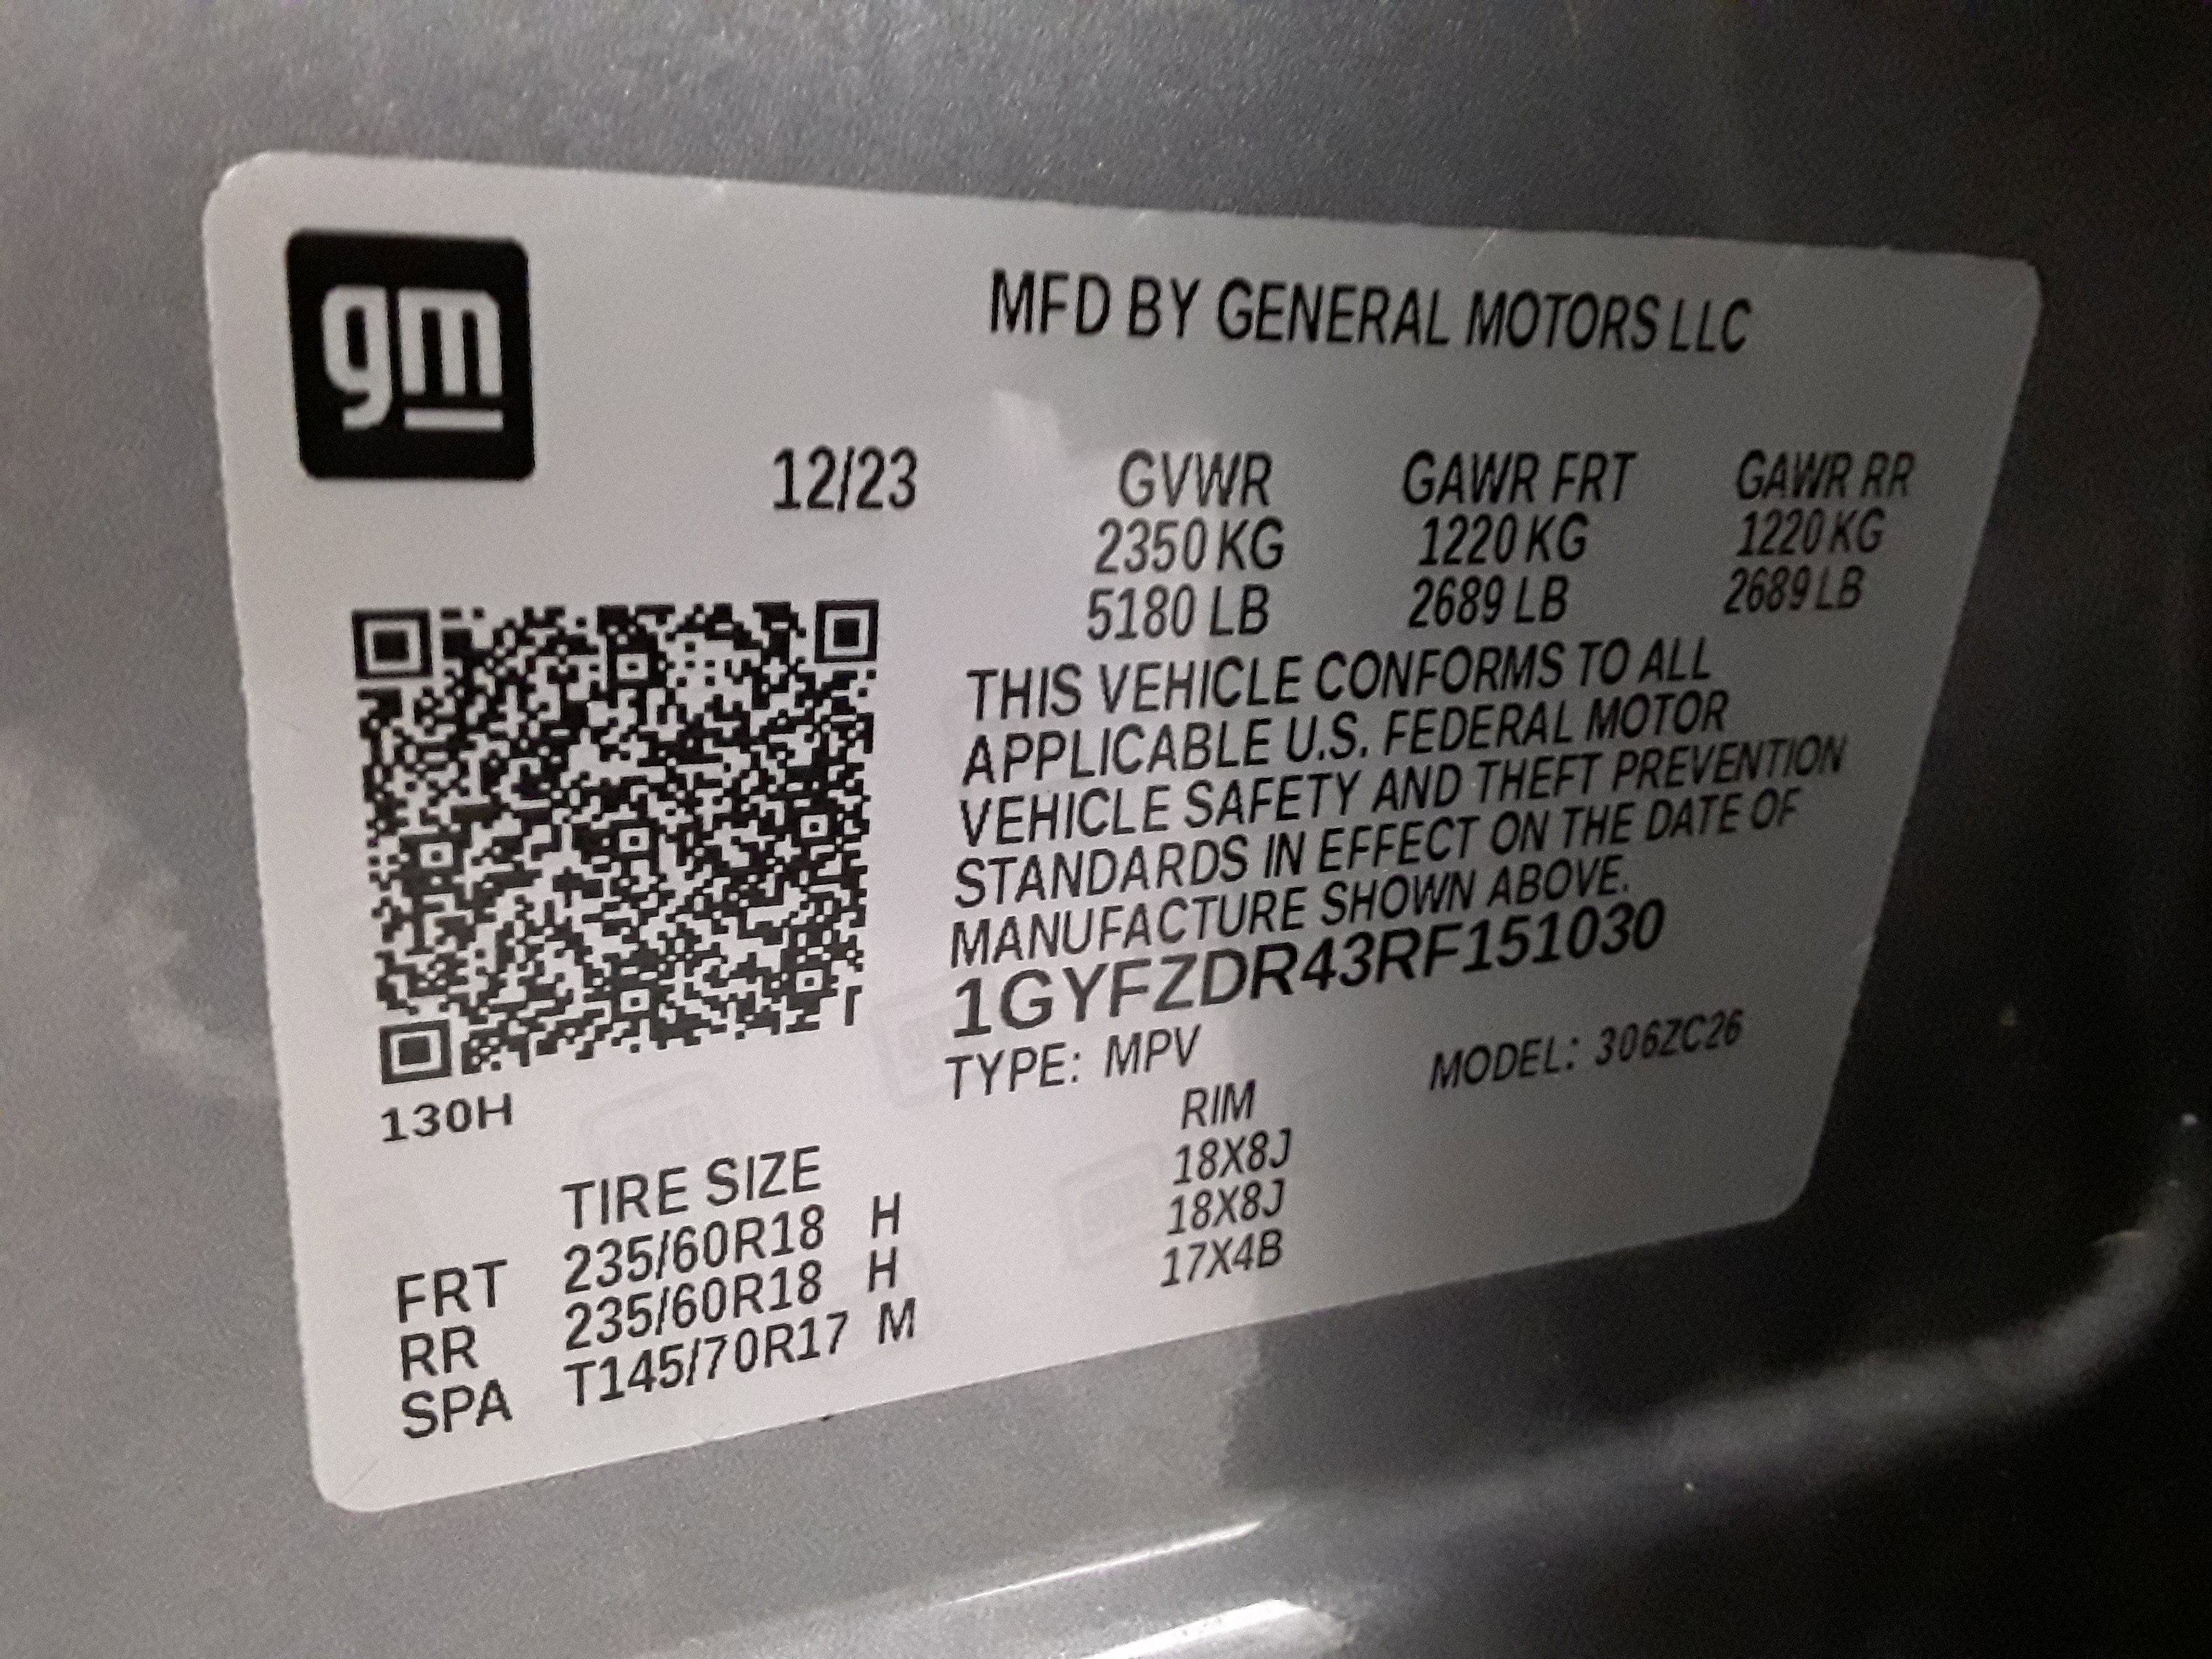 gm
MFD BY GENERAL MOTORS LLC
12/23 GVWR GAWR FRT GAWR RR
2350 KG 1220 KG 1220 KG
5180 LB 2689 LB 2689 LB
THIS VEHICLE CONFORMS TO ALL
APPLICABLE U.S. FEDERAL MOTOR
VEHICLE SAFETY AND THEFT PREVENTION
STANDARDS IN EFFECT ON THE DATE OF
MANUFACTURE SHOWN ABOVE.
1GYFZDR43RF151030
TYPE: MPV MODEL: 306ZC26
130H
TIRE SIZE RIM
FRT 235/60R18 H 18X8J
RR 235/60R18 H 18X8J
SPA T145/70R17 M 17X4B